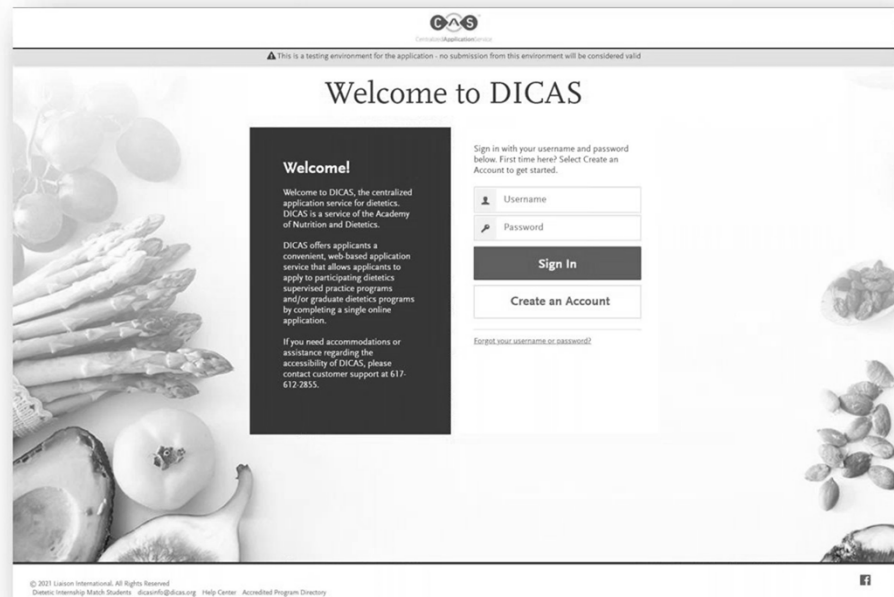 CAS
CentralizedApplicationService
This is a testing environment for the application - no submission from this environment will be considered valid
Welcome to DICAS
Welcome!
Welcome to DICAS, the centralized
application service for dietetics.
DICAS is a service of the Academy
of Nutrition and Dietetics.
DICAS offers applicants a
convenient, web-based application
service that allows applicants to
apply to participating dietetics
supervised practice programs
and/or graduate dietetics programs
by completing a single online
application.
If you need accommodations or
assistance regarding the
accessibility of DICAS, please
contact customer support at 617-
612-2855.
Sign in with your username and password
below. First time here? Select Create an
Account to get started.
Username
Password
Sign In
Create an Account
Forgot your username or password?
© 2021 Liaison International. All Rights Reserved
Dietetic Internship Match Students dicasinfo@dicas.org Help Center Accredited Program Directory